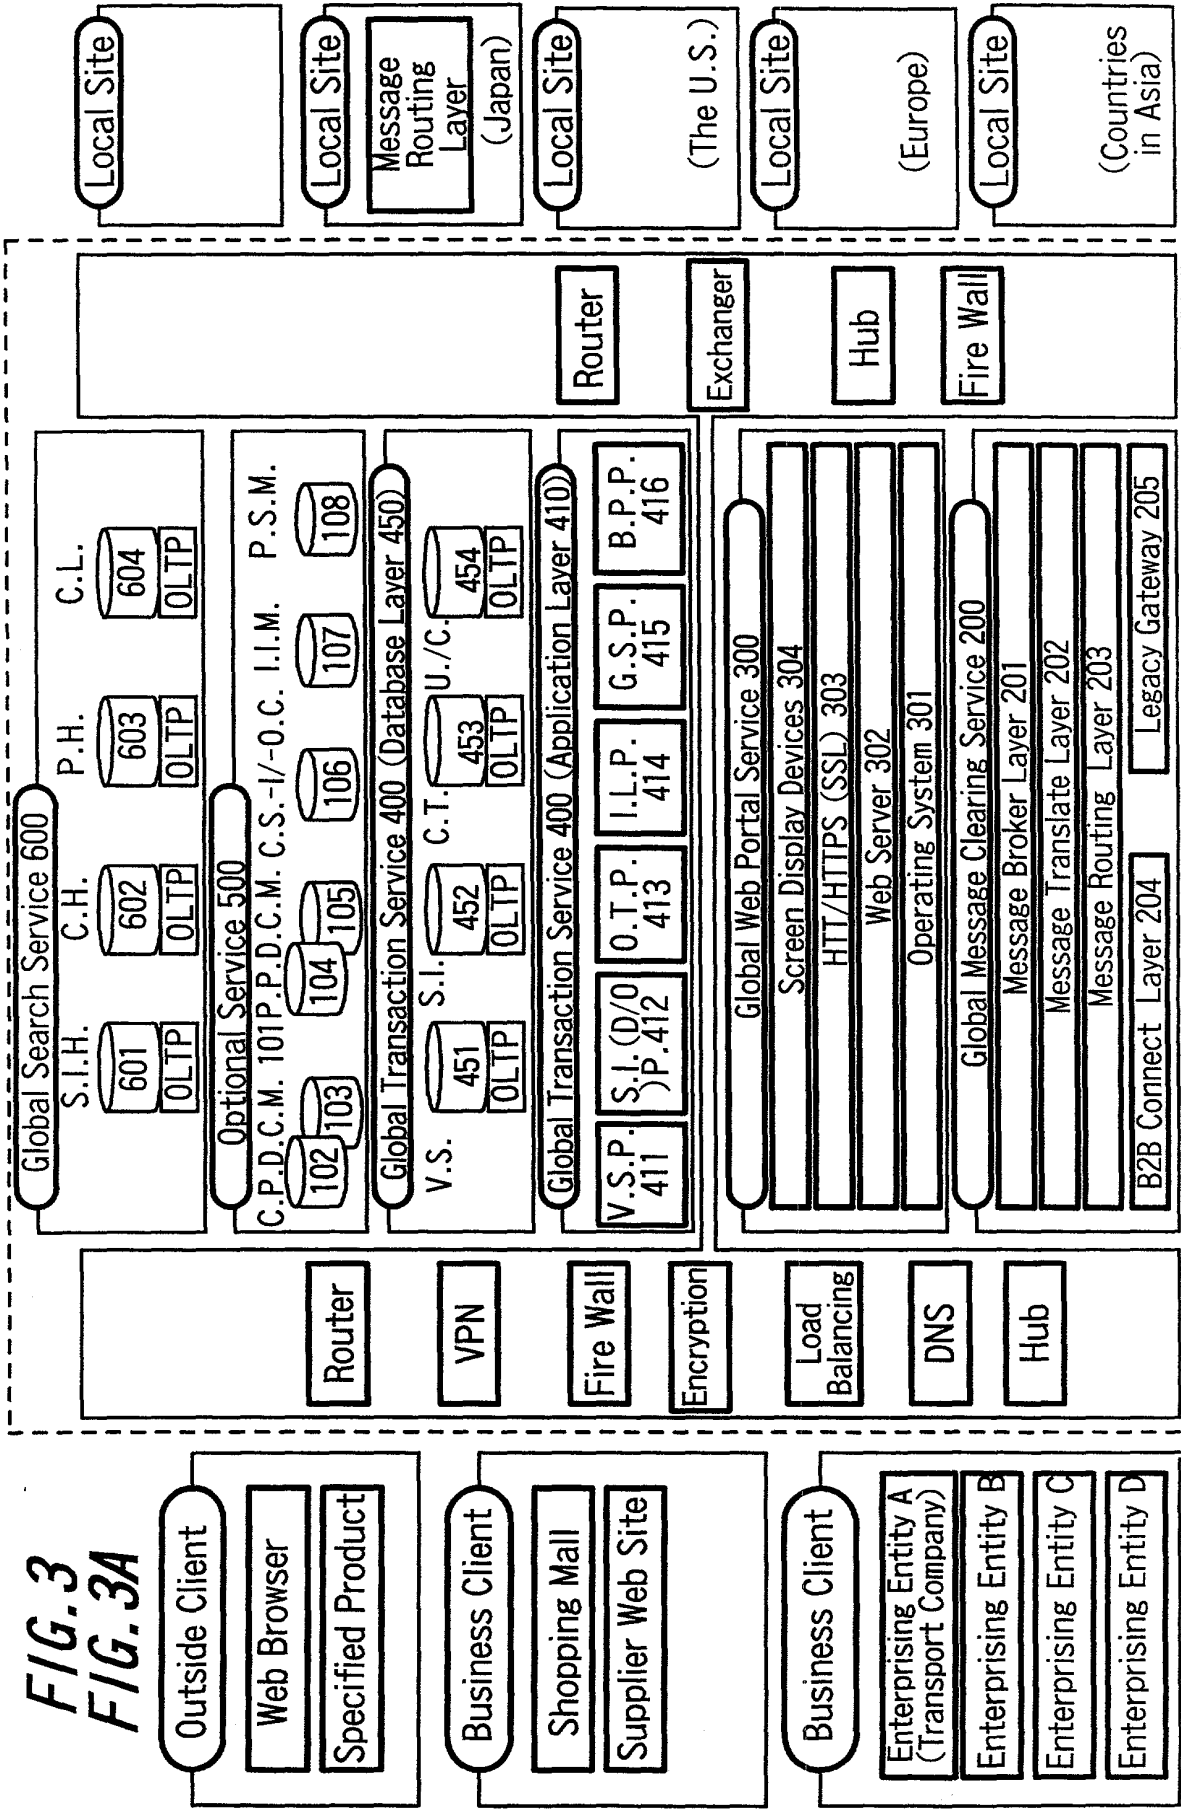 FIG. 3
FIG. 3A
Outside Client
Web Browser
Specified Product
Business Client
Shopping Mall
Supplier Web Site
Business Client
Enterprising Entity A
(Transport Company)
Enterprising Entity B
Enterprising Entity C
Enterprising Entity D
Router
VPN
Fire Wall
Encryption
Load
Balancing
DNS
Hub
Global Search Service 600
S.I.H.
C.H.
P.H.
C.L.
601
602
603
604
OLTP
OLTP
OLTP
OLTP
Optional Service 500
C.P.D.C.M. 101 P.P.D.C.M. C.S.-I/-O.C. I.I.M. P.S.M.
102
103
104
105
106
107
108
Global Transaction Service 400 (Database Layer 450)
V.S.
S.I.
C.T.
U./C.
451
452
453
454
OLTP
OLTP
OLTP
OLTP
Global Transaction Service 400 (Application Layer 410)
V.S.P.
411
S.I.(D/O
)P.412
O.T.P.
413
I.L.P.
414
G.S.P.
415
B.P.P.
416
Global Web Portal Service 300
Screen Display Devices 304
HTT/HTTPS (SSL) 303
Web Server 302
Operating System 301
Global Message Clearing Service 200
Message Broker Layer 201
Message Translate Layer 202
Message Routing Layer 203
B2B Connect Layer 204
Legacy Gateway 205
Router
Exchanger
Hub
Fire Wall
Local Site
Local Site
Message
Routing
Layer
(Japan)
Local Site
(The U.S.)
Local Site
(Europe)
Local Site
(Countries
in Asia)